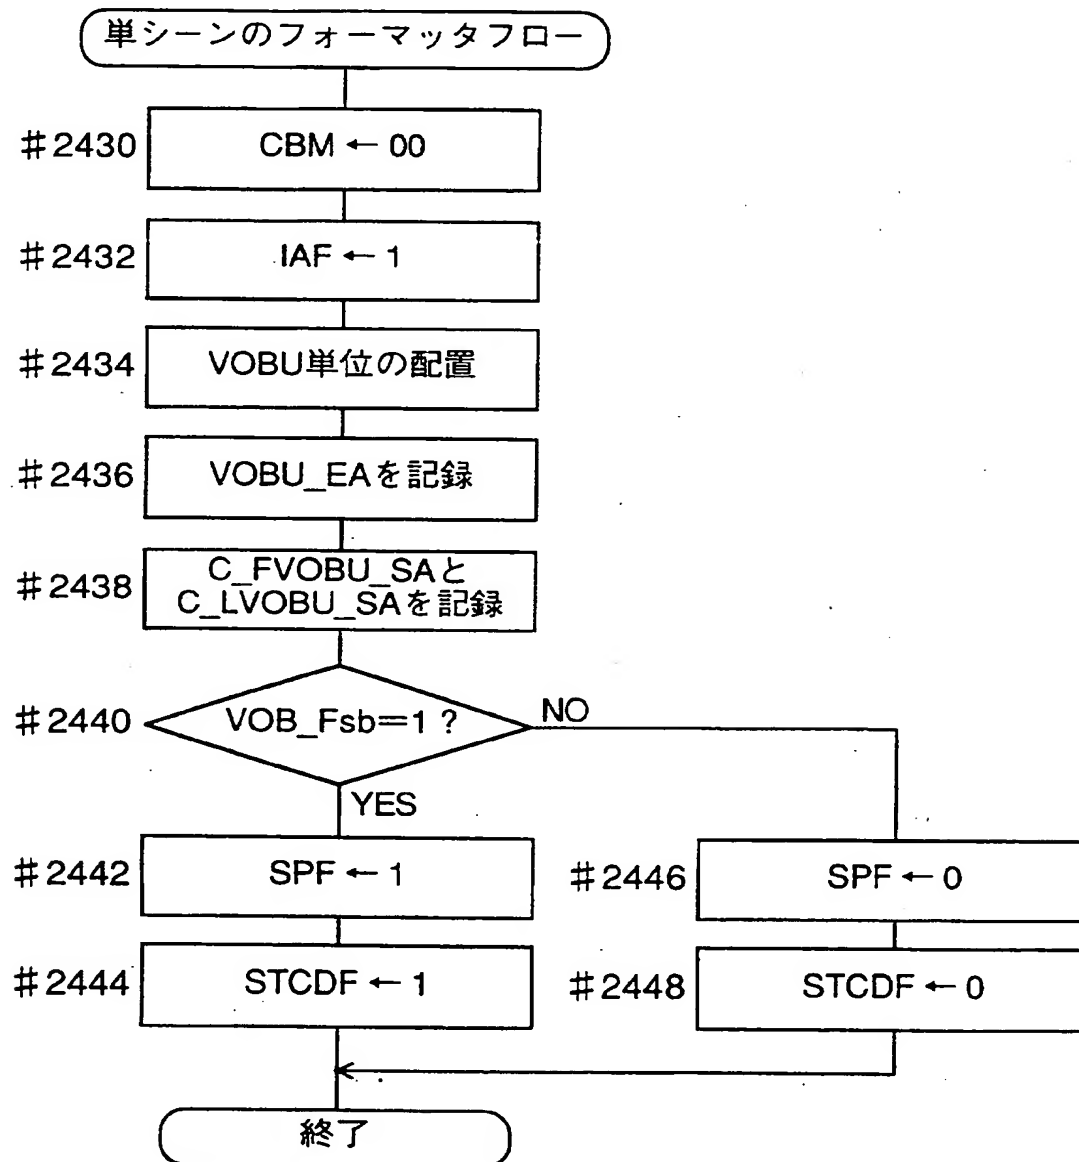 単シーンのフォーマッタフロー
#2430
CBM ← 00
#2432
IAF ← 1
#2434
VOBU単位の配置
#2436
VOBU_EAを記録
#2438
C_FVOBU_SAと
C_LVOBU_SAを記録
#2440
VOB_Fsb=1 ?
NO
YES
#2442
SPF ← 1
#2446
SPF ← 0
#2444
STCDF ← 1
#2448
STCDF ← 0
終了